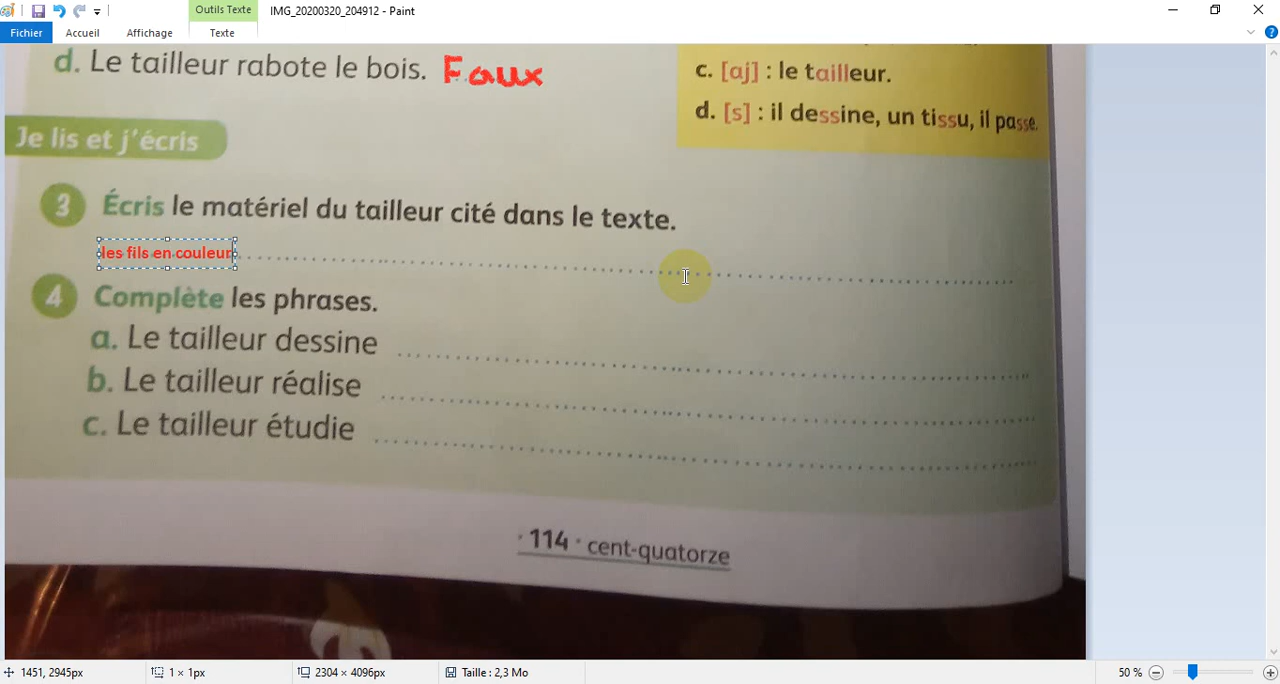 Outils Texte
IMG_20200320_204912 - Paint
Fichier Accueil Affichage Texte
d. Le tailleur rabote le bois. Faux
c. [aj] : le tailleur.
d. [s] : il dessine, un tissu, il passe.
Je lis et j'écris
3 Écris le matériel du tailleur cité dans le texte.
les fils en couleur
4 Complète les phrases.
a. Le tailleur dessine
b. Le tailleur réalise
c. Le tailleur étudie
· 114 · cent-quatorze
1451, 2945px 1 × 1px 2304 × 4096px Taille : 2,3 Mo 50 %